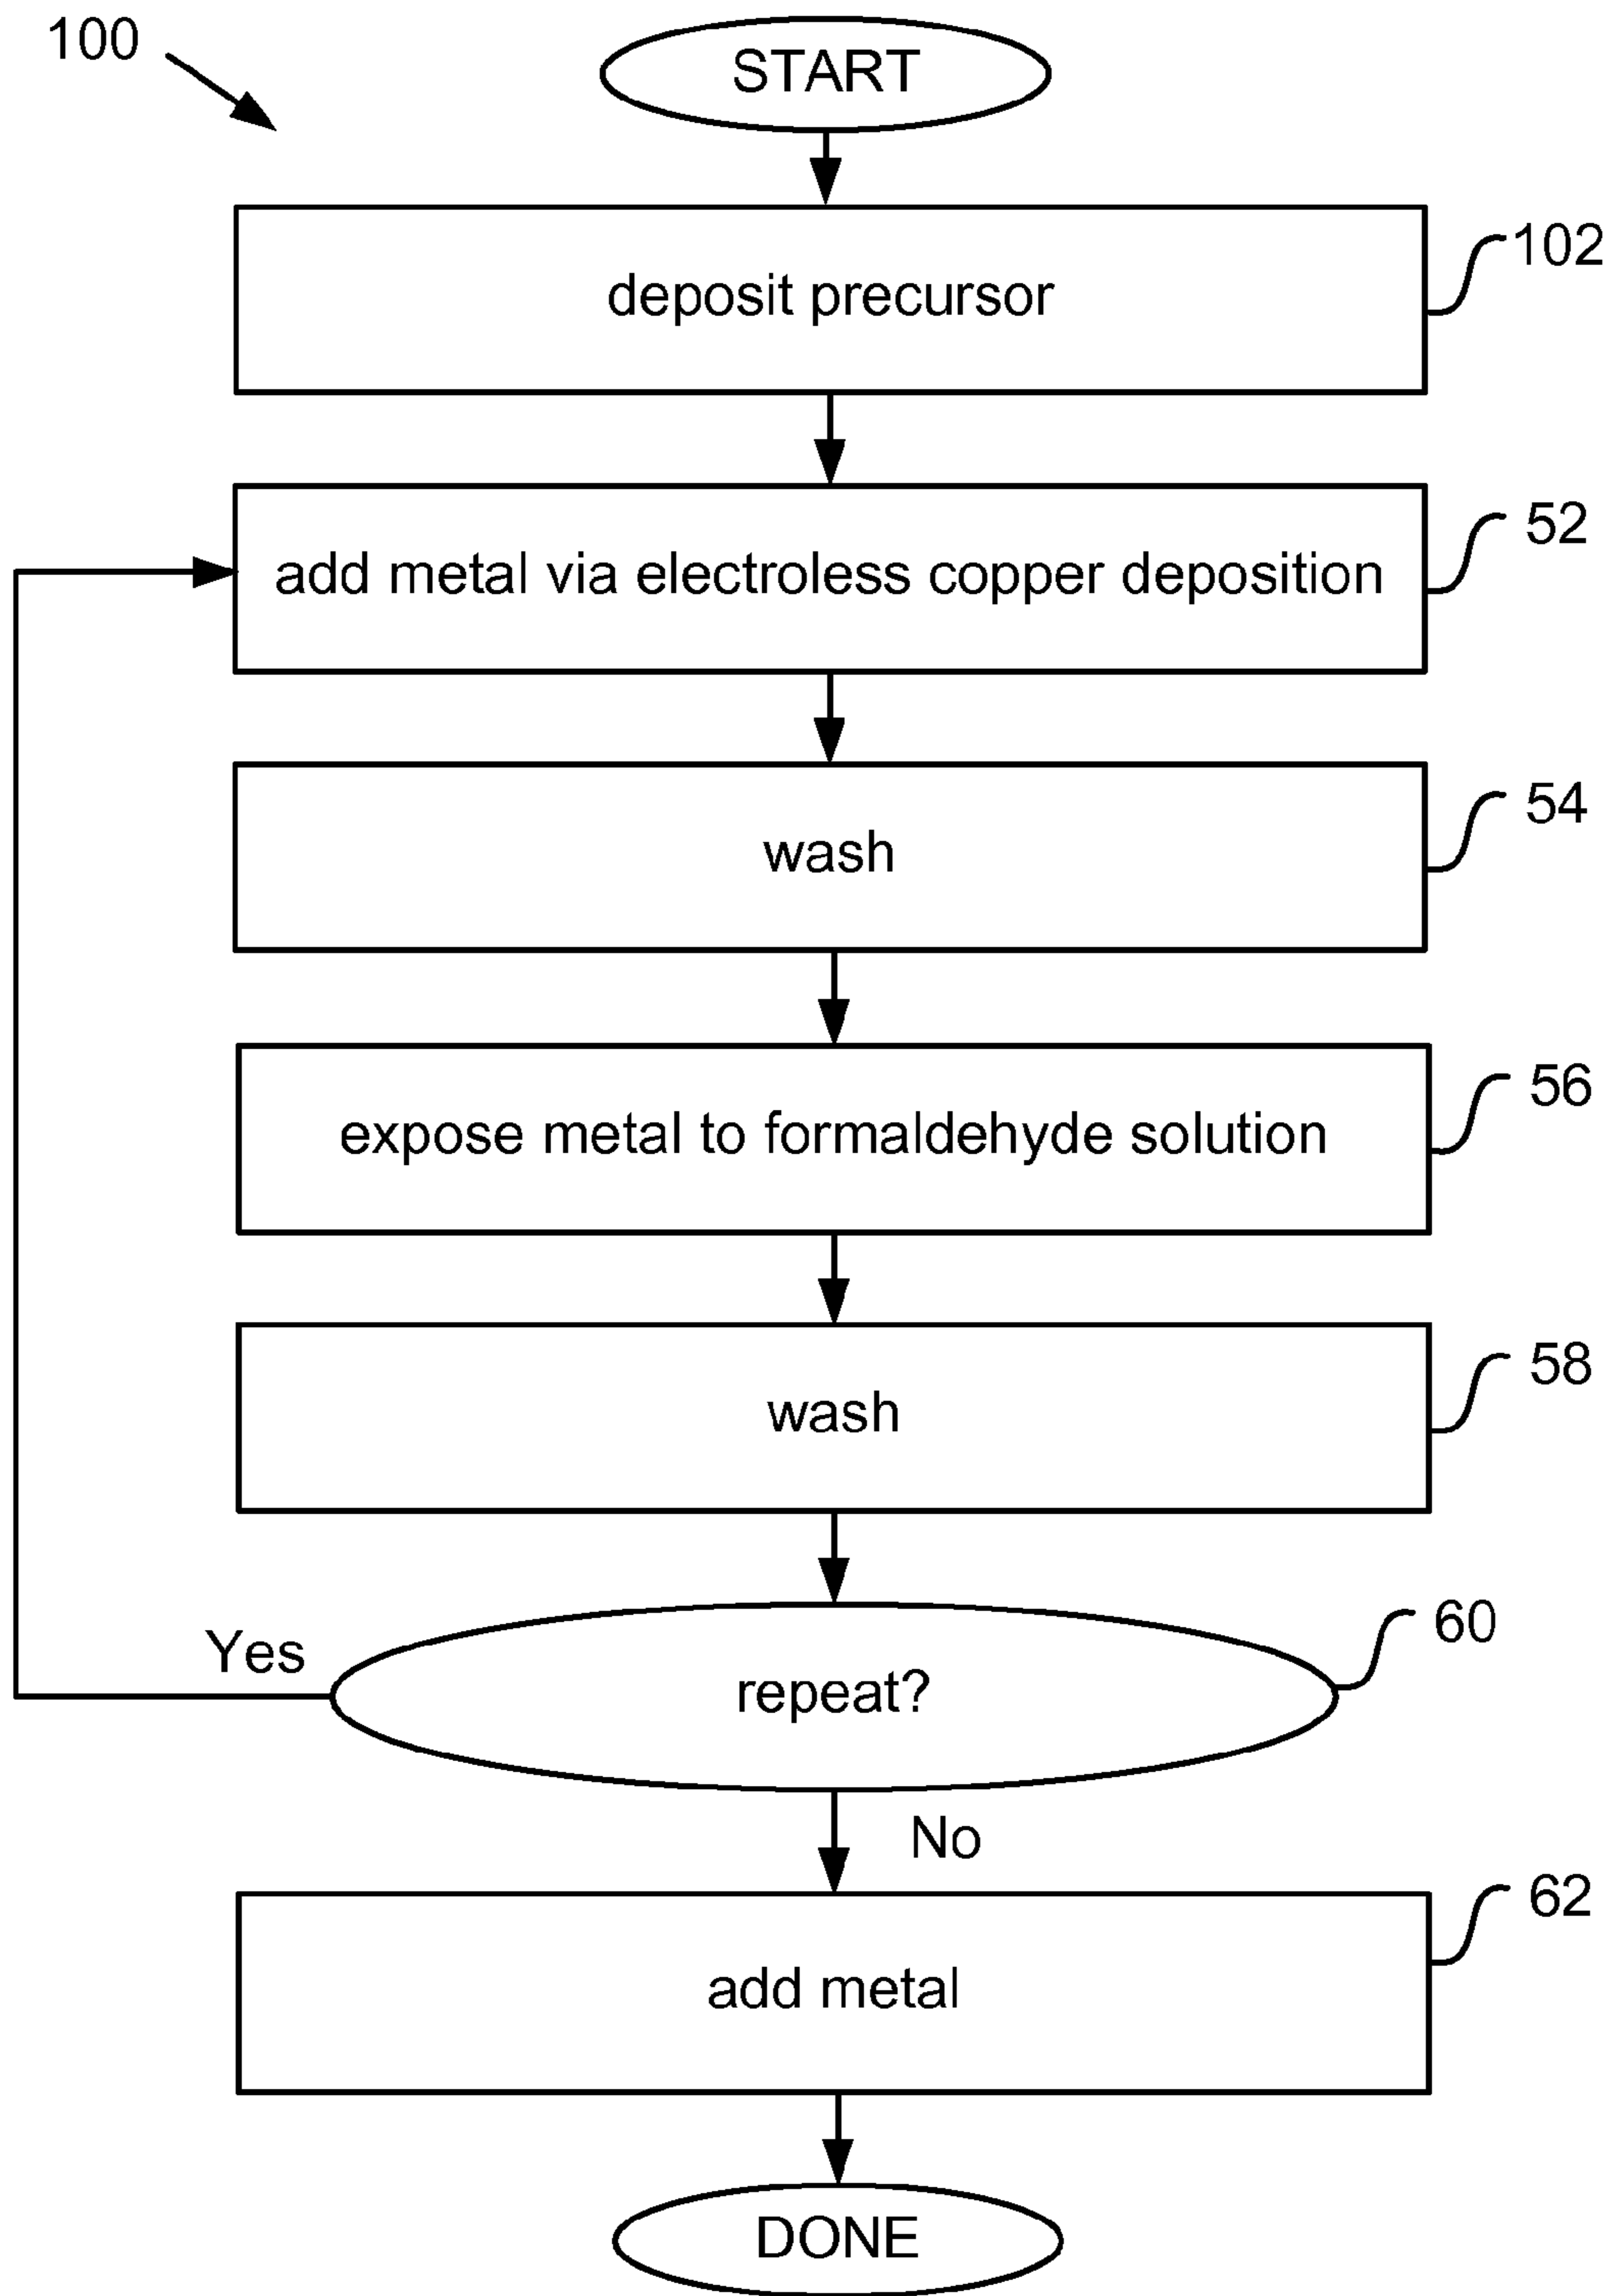 100
START
deposit precursor
102
add metal via electroless copper deposition
52
wash
54
expose metal to formaldehyde solution
56
wash
58
repeat?
60
Yes
No
add metal
62
DONE